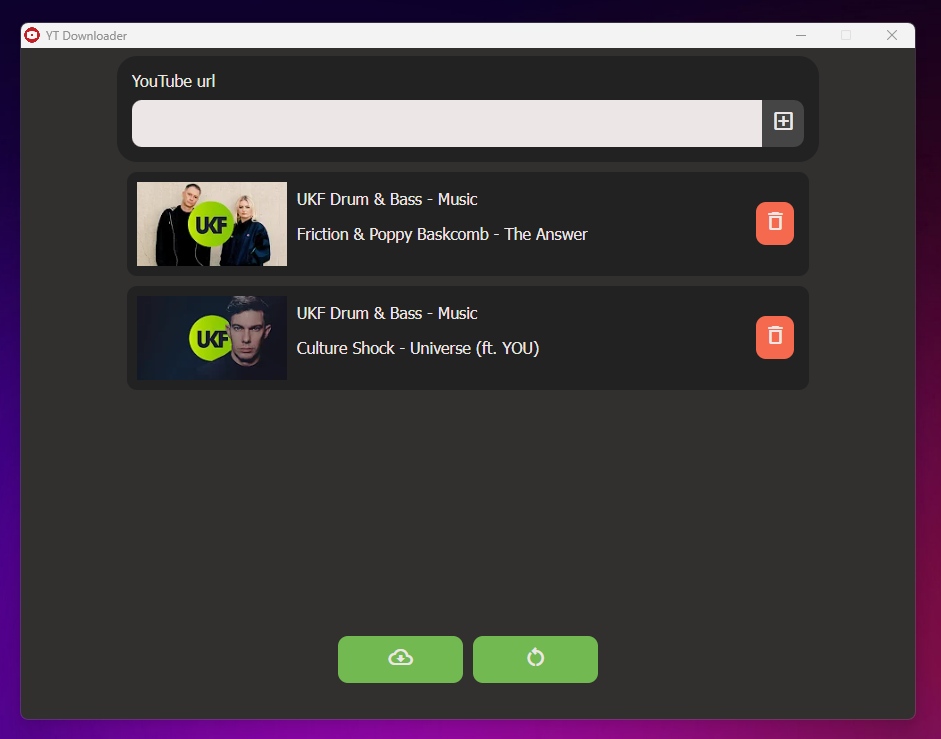 YT Downloader
YouTube url
UKF
UKF Drum & Bass - Music
Friction & Poppy Baskcomb - The Answer
UKF
UKF Drum & Bass - Music
Culture Shock - Universe (ft. YOU)